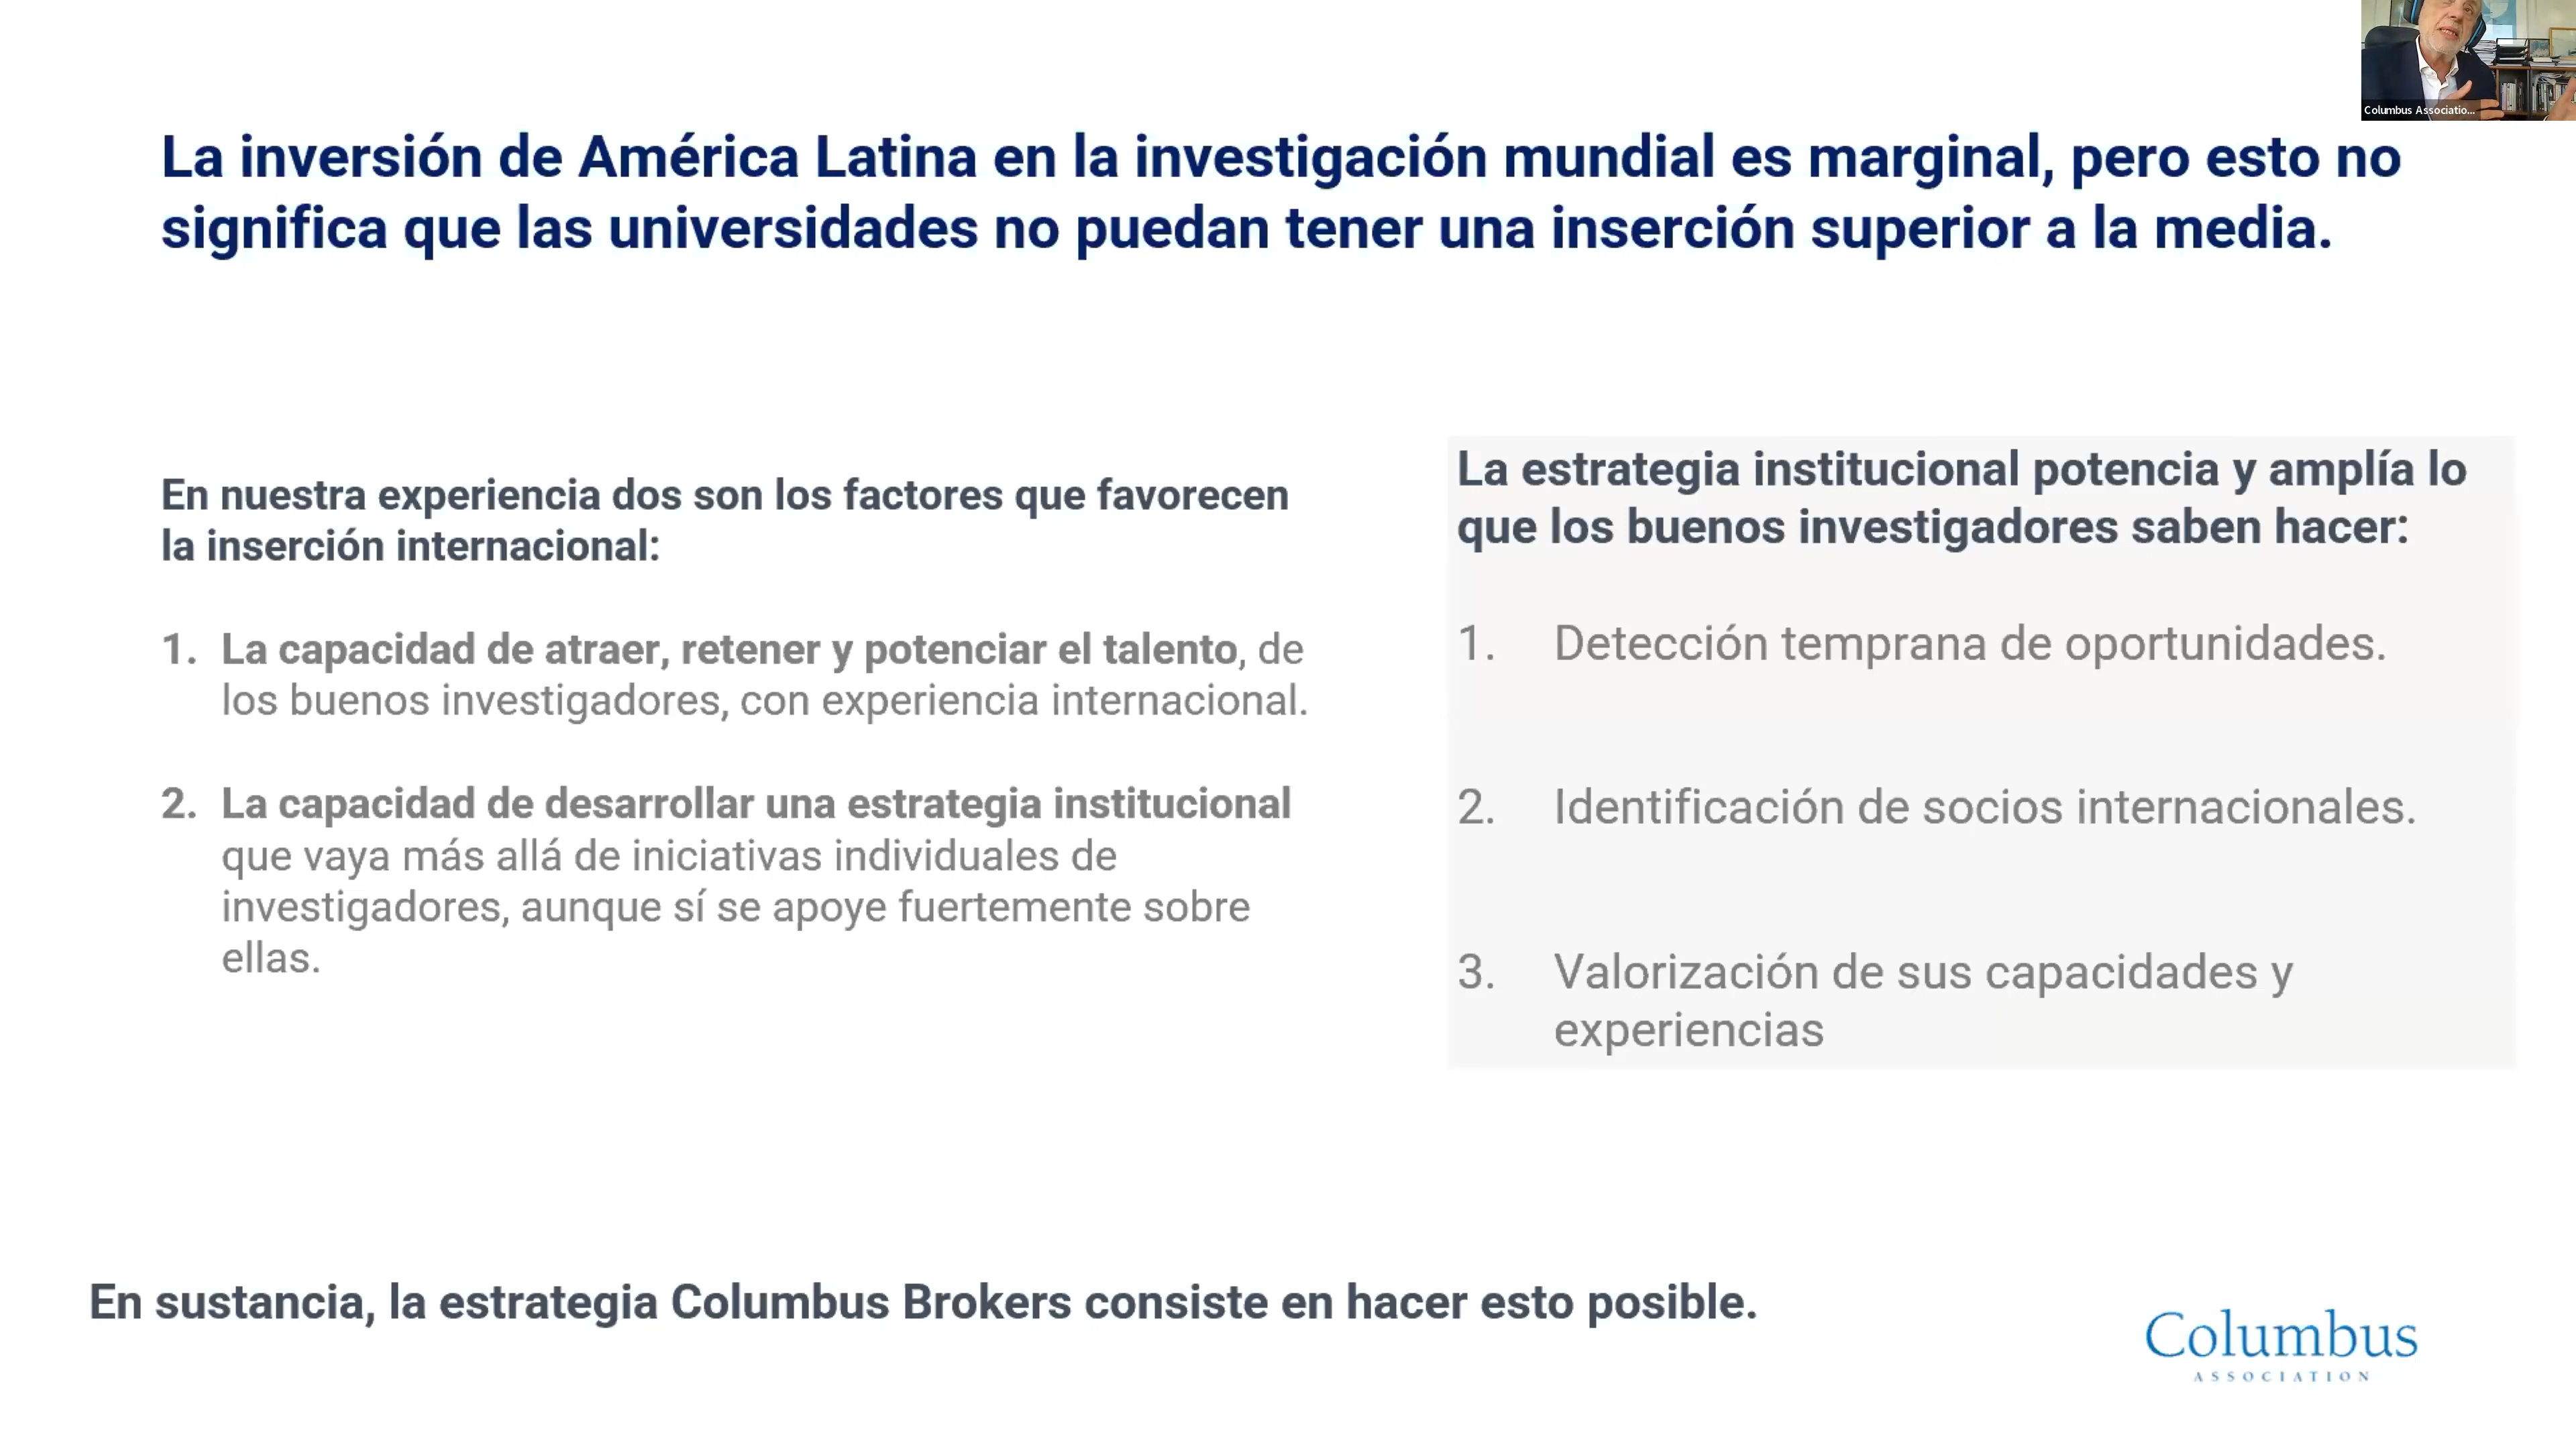 Columbus Associatio...
La inversión de América Latina en la investigación mundial es marginal, pero esto no
significa que las universidades no puedan tener una inserción superior a la media.
En nuestra experiencia dos son los factores que favorecen
la inserción internacional:
1. La capacidad de atraer, retener y potenciar el talento, de
los buenos investigadores, con experiencia internacional.
2. La capacidad de desarrollar una estrategia institucional
que vaya más allá de iniciativas individuales de
investigadores, aunque sí se apoye fuertemente sobre
ellas.
La estrategia institucional potencia y amplía lo
que los buenos investigadores saben hacer:
1. Detección temprana de oportunidades.
2. Identificación de socios internacionales.
3. Valorización de sus capacidades y
experiencias
En sustancia, la estrategia Columbus Brokers consiste en hacer esto posible.
Columbus
ASSOCIATION